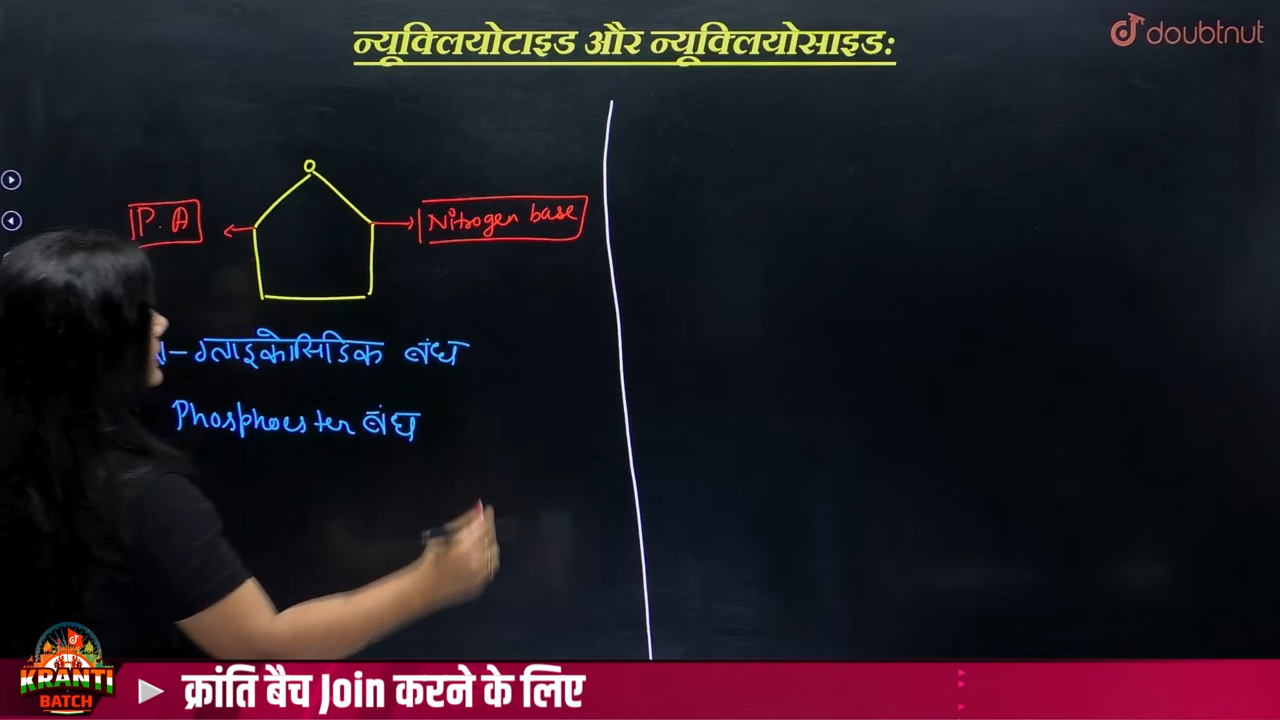 न्यूक्लियोटाइड और न्यूक्लियोसाइड:
doubtnut
P. A
Nitrogen base
ग्लाइकोसिडिक बंध
Phosphoester बंध
KRANTI
BATCH
क्रांति बैच Join करने के लिए